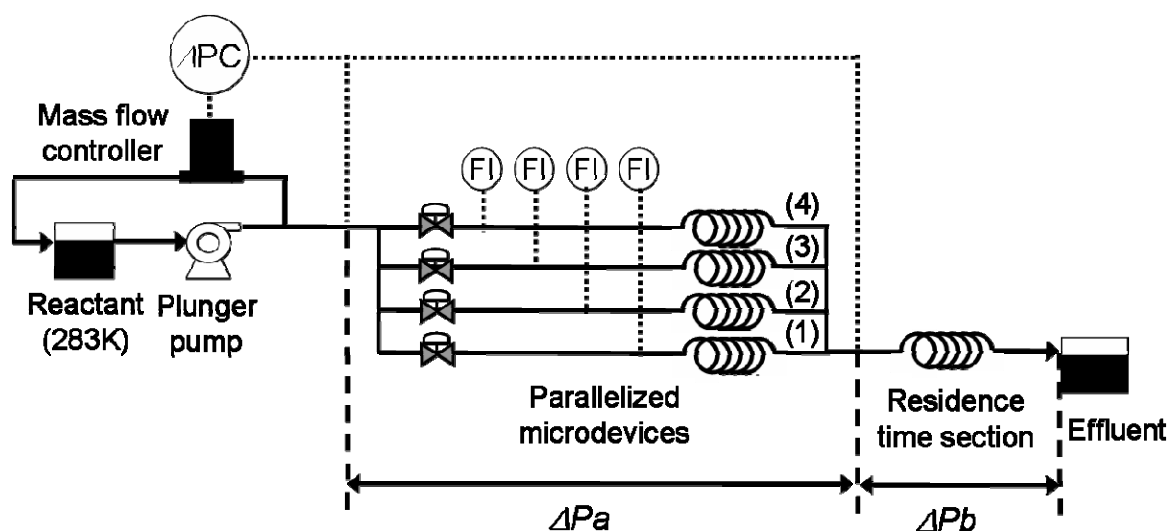 ΔPC
Mass flow
controller
FI
FI
FI
FI
(4)
(3)
(2)
(1)
Reactant
(283K)
Plunger
pump
Parallelized
microdevices
Residence
time section
Effluent
ΔPa
ΔPb